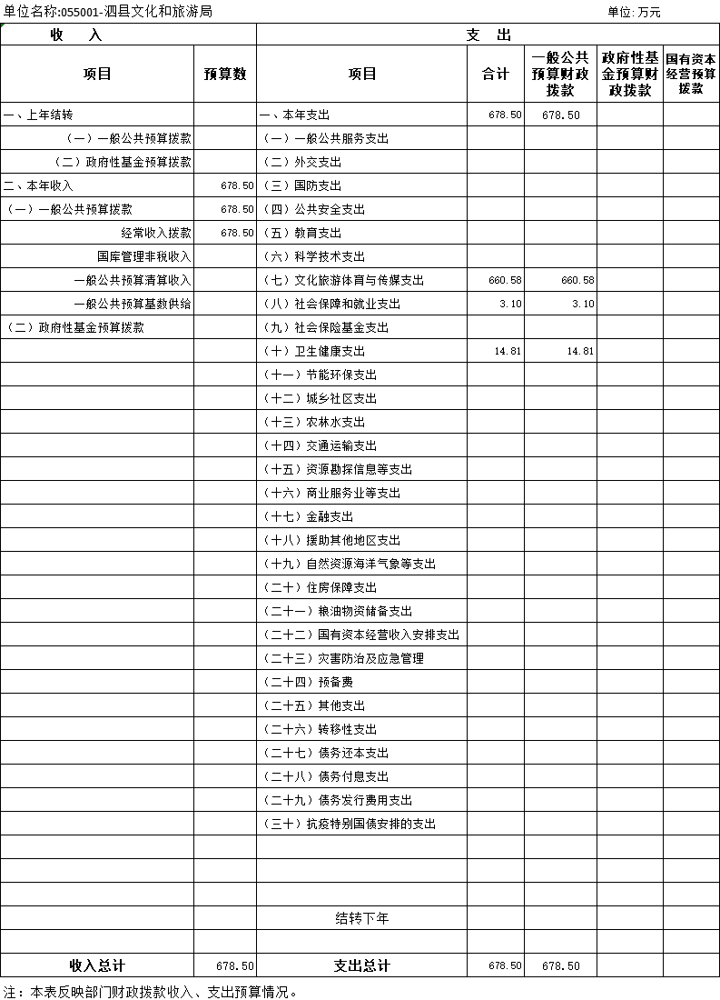 单位名称:055001-泗县文化和旅游局 单位: 万元
收 入 支 出
项目 预算数 项目 合计 一般公共预算财政拨款 政府性基金预算财政拨款 国有资本经营预算拨款
一、上年结转 一、本年支出 678.50 678.50
（一）一般公共预算拨款 （一）一般公共服务支出
（二）政府性基金预算拨款 （二）外交支出
二、本年收入 678.50 （三）国防支出
（一）一般公共预算拨款 678.50 （四）公共安全支出
经常收入拨款 678.50 （五）教育支出
国库管理非税收入 （六）科学技术支出
一般公共预算清算收入 （七）文化旅游体育与传媒支出 660.58 660.58
一般公共预算基数供给 （八）社会保障和就业支出 3.10 3.10
（二）政府性基金预算拨款 （九）社会保险基金支出
（十）卫生健康支出 14.81 14.81
（十一）节能环保支出
（十二）城乡社区支出
（十三）农林水支出
（十四）交通运输支出
（十五）资源勘探信息等支出
（十六）商业服务业等支出
（十七）金融支出
（十八）援助其他地区支出
（十九）自然资源海洋气象等支出
（二十）住房保障支出
（二十一）粮油物资储备支出
（二十二）国有资本经营收入安排支出
（二十三）灾害防治及应急管理
（二十四）预备费
（二十五）其他支出
（二十六）转移性支出
（二十七）债务还本支出
（二十八）债务付息支出
（二十九）债务发行费用支出
（三十）抗疫特别国债安排的支出
结转下年
收入总计 678.50 支出总计 678.50 678.50
注：本表反映部门财政拨款收入、支出预算情况。